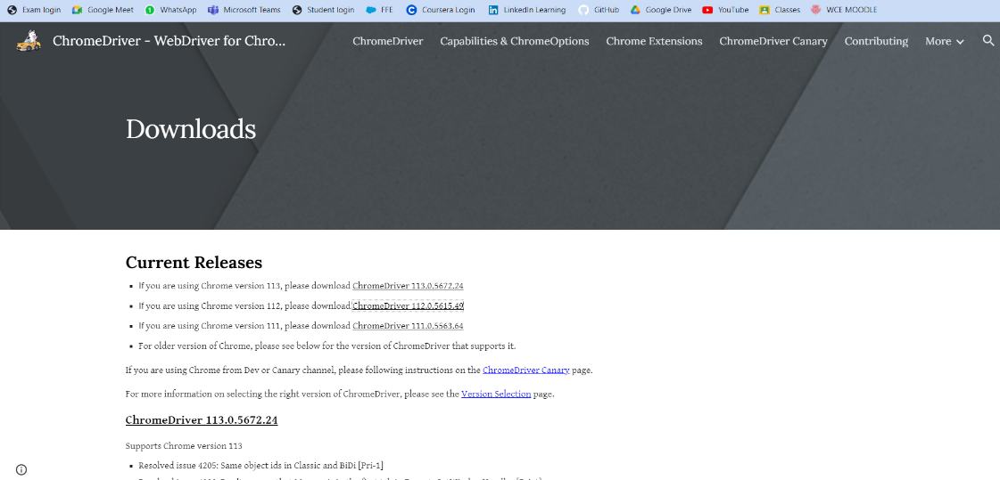 Exam login Google Meet WhatsApp Microsoft Teams Student login FFE Coursera Login LinkedIn Learning GitHub Google Drive YouTube Classes WCE MOODLE
ChromeDriver - WebDriver for Chro... ChromeDriver Capabilities & ChromeOptions Chrome Extensions ChromeDriver Canary Contributing More
Downloads
Current Releases
If you are using Chrome version 113, please download ChromeDriver 113.0.5672.24
If you are using Chrome version 112, please download ChromeDriver 112.0.5615.49
If you are using Chrome version 111, please download ChromeDriver 111.0.5563.64
For older version of Chrome, please see below for the version of ChromeDriver that supports it.
If you are using Chrome from Dev or Canary channel, please following instructions on the ChromeDriver Canary page.
For more information on selecting the right version of ChromeDriver, please see the Version Selection page.
ChromeDriver 113.0.5672.24
Supports Chrome version 113
Resolved issue 4205: Same object ids in Classic and BiDi [Pri-1]